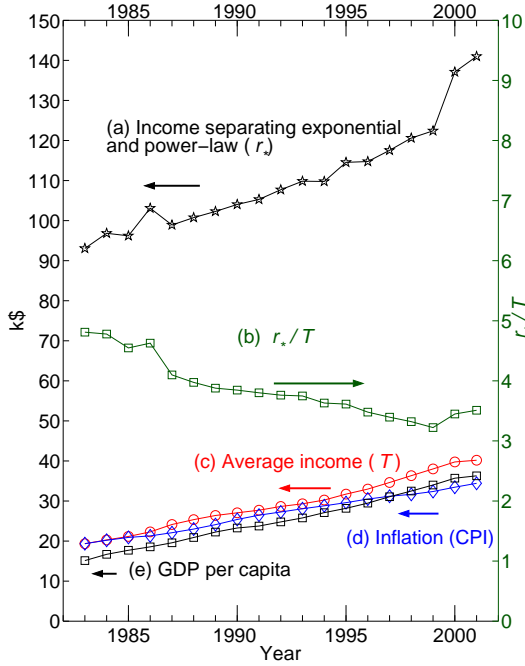 1985 1990 1995 2000
150 10
140
130 9
120
110 8
100 7
90 6
80
70 5
60 4
50
40 3
30 2
20
10 1
0 0
k$
r*/T
(a) Income separating exponential
and power-law (r*)
(b) r*/T
(c) Average income (T)
(d) Inflation (CPI)
(e) GDP per capita
1985 1990 1995 2000
Year